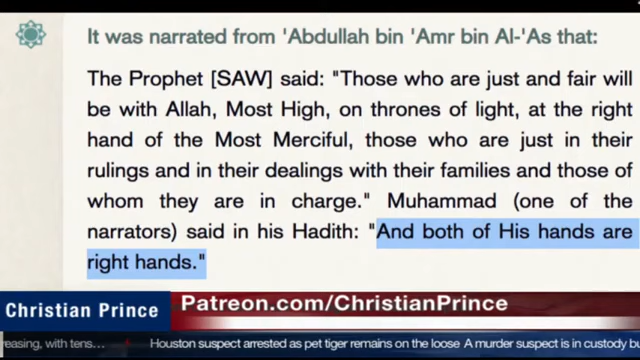 It was narrated from 'Abdullah bin 'Amr bin Al-'As that:
The Prophet [SAW] said: "Those who are just and fair will
be with Allah, Most High, on thrones of light, at the right
hand of the Most Merciful, those who are just in their
rulings and in their dealings with their families and those of
whom they are in charge." Muhammad (one of the
narrators) said in his Hadith: "And both of His hands are
right hands."
Christian Prince
Patreon.com/ChristianPrince
reasing, with tens... Houston suspect arrested as pet tiger remains on the loose A murder suspect is in custody bu